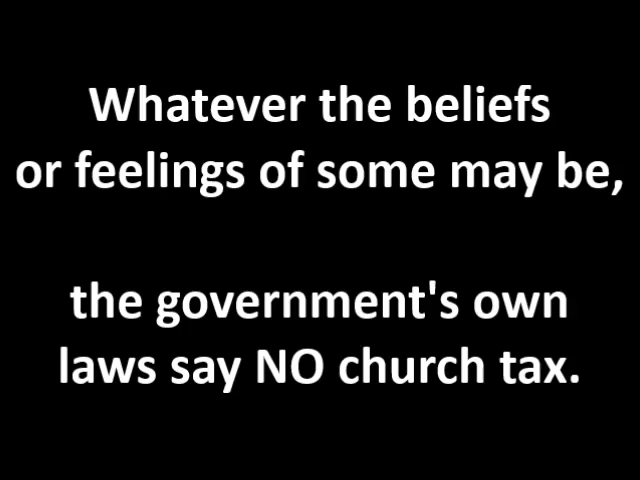 Whatever the beliefs
or feelings of some may be,
the government's own
laws say NO church tax.